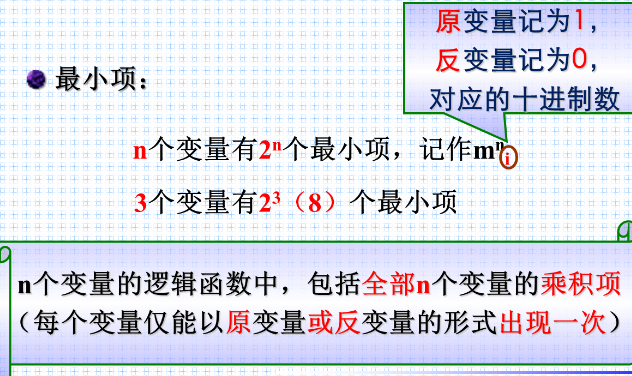 原变量记为1，
反变量记为0，
对应的十进制数
最小项：
n个变量有2ⁿ个最小项，记作mⁿᵢ
3个变量有2³（8）个最小项
n个变量的逻辑函数中，包括全部n个变量的乘积项
（每个变量仅能以原变量或反变量的形式出现一次）